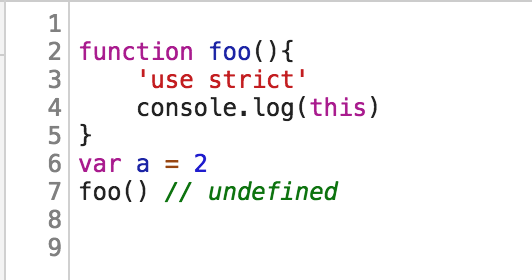 1
2 function foo(){
3     'use strict'
4     console.log(this)
5 }
6 var a = 2
7 foo() // undefined
8
9